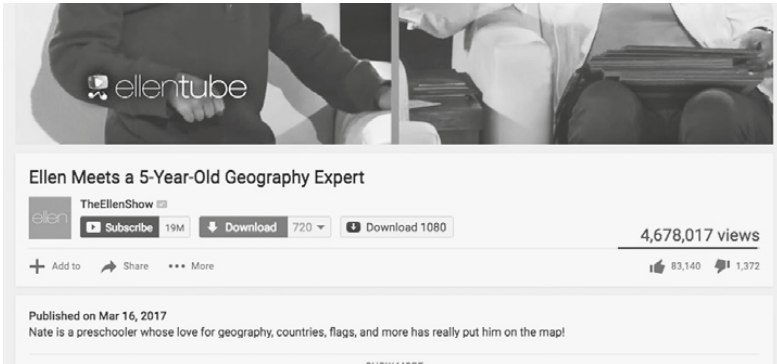 ellentube
Ellen Meets a 5-Year-Old Geography Expert
ellen
TheEllenShow
Subscribe 19M Download 720 Download 1080
4,678,017 views
Add to Share More 83,140 1,372
Published on Mar 16, 2017
Nate is a preschooler whose love for geography, countries, flags, and more has really put him on the map!
SHOW MORE